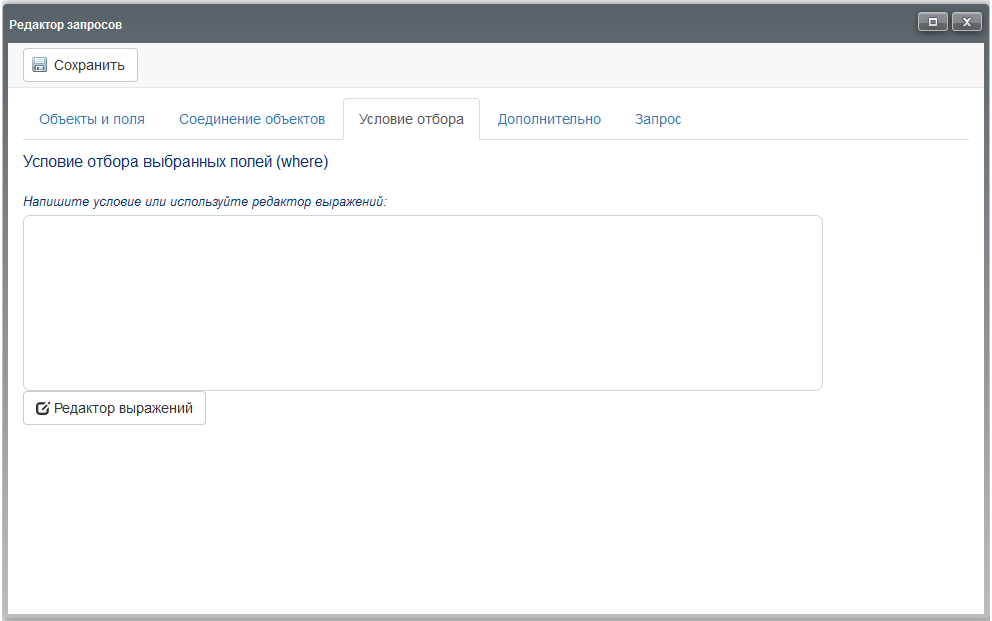 Редактор запросов
Сохранить
Объекты и поля Соединение объектов Условие отбора Дополнительно Запрос
Условие отбора выбранных полей (where)
Напишите условие или используйте редактор выражений:
Редактор выражений